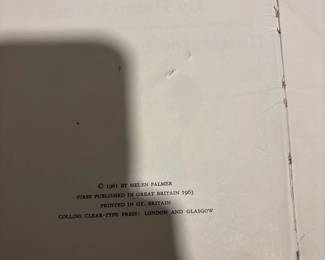 © 1961 BY HELEN PALMER
FIRST PUBLISHED IN GREAT BRITAIN 1963
PRINTED IN GT. BRITAIN
COLLINS CLEAR-TYPE PRESS: LONDON AND GLASGOW